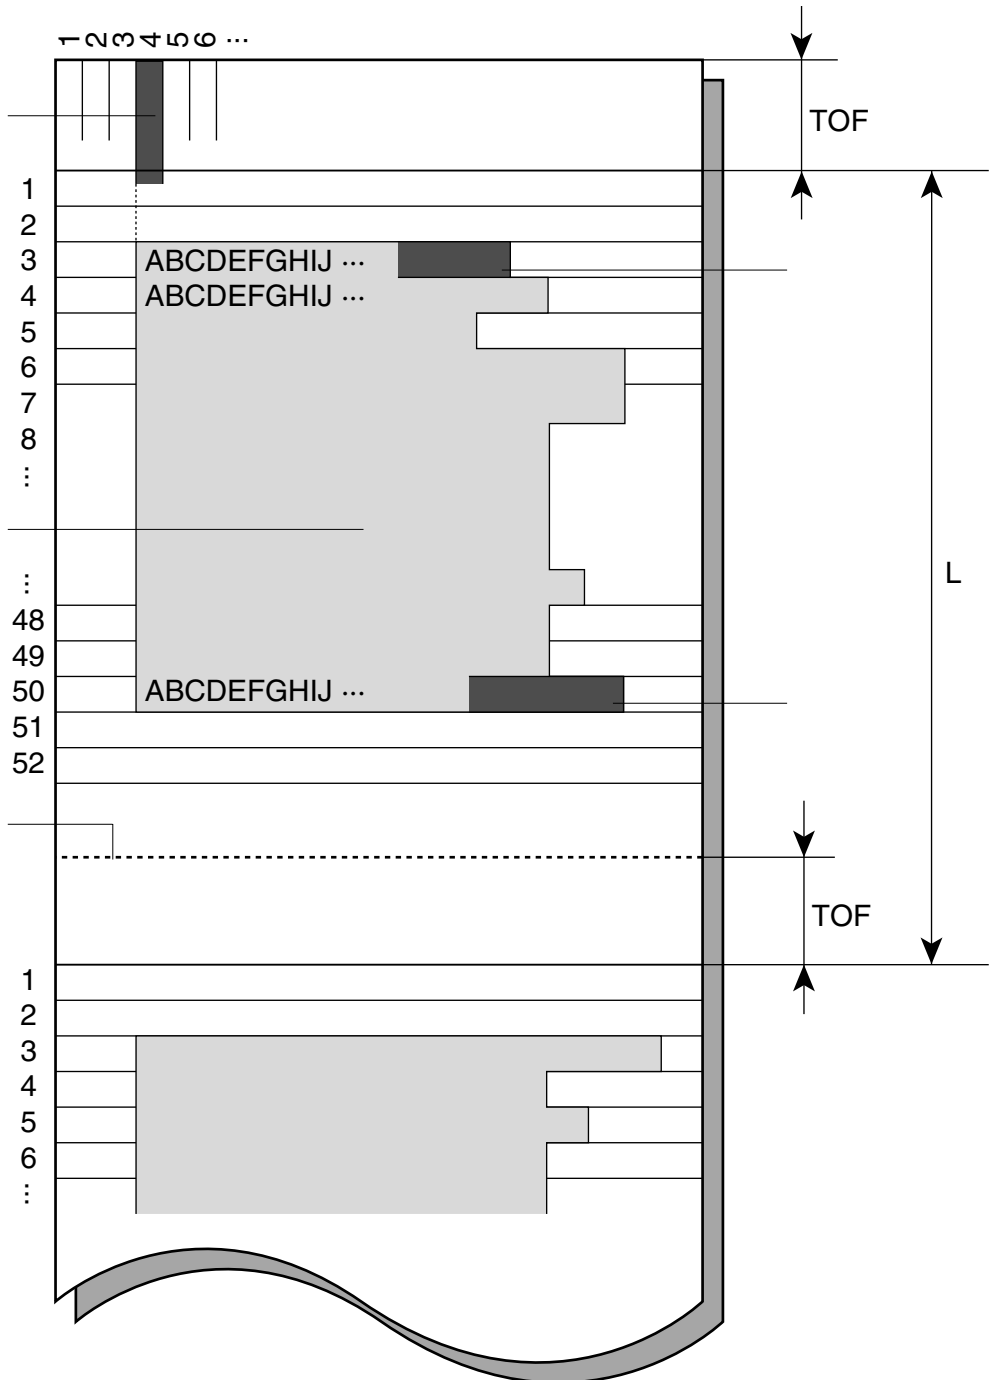 1 2 3 4 5 6 ...
TOF
1
2
3 ABCDEFGHIJ ...
4 ABCDEFGHIJ ...
5
6
7
8
...
...
L
48
49
50 ABCDEFGHIJ ...
51
52
TOF
1
2
3
4
5
6
...